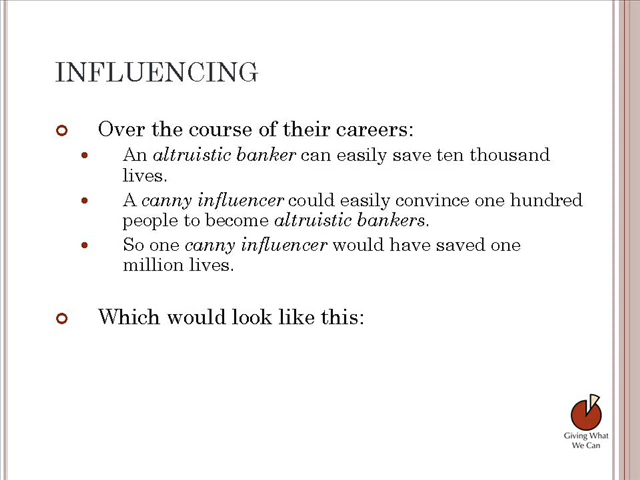 INFLUENCING
Over the course of their careers:
An altruistic banker can easily save ten thousand
lives.
A canny influencer could easily convince one hundred
people to become altruistic bankers.
So one canny influencer would have saved one
million lives.
Which would look like this:
Giving What
We Can